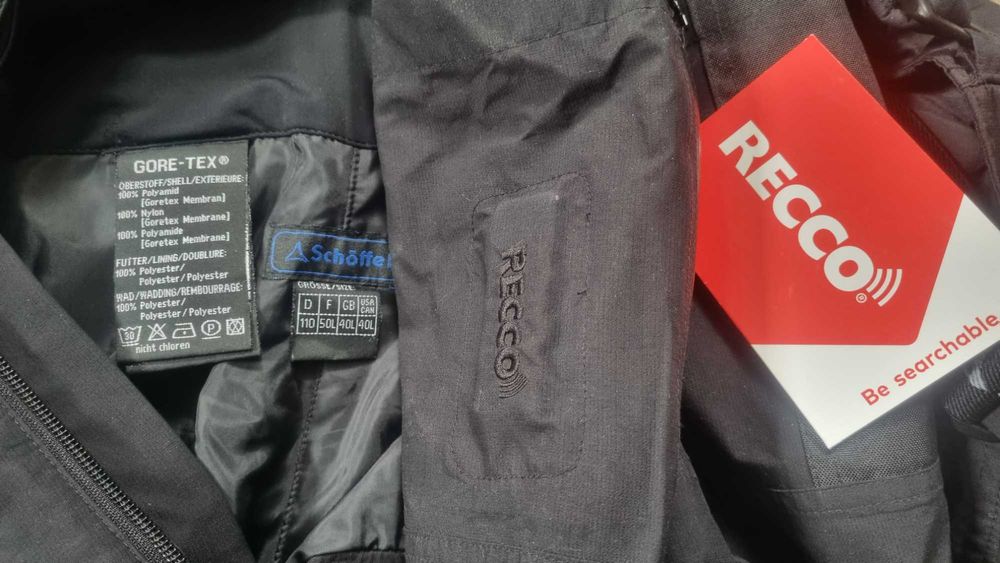 GORE-TEX®
OBERSTOFF/SHELL/EXTERIEURE:
100% Polyamid
[Goretex Membran]
100% Nylon
[Goretex Membrane]
100% Polyamide
[Goretex Membrane]
FUTTER/LINING/DOUBLURE:
100% Polyester/
Polyester/Polyester
WAD/WADDING/REMBOURRAGE:
100% Polyester/
Polyester/Polyester
30
P
nicht chloren
Schöffel
GRÖSSE/SIZE:
D F GB USA CAN
110 50L 40L 40L
RECCO
RECCO®
Be searchable.